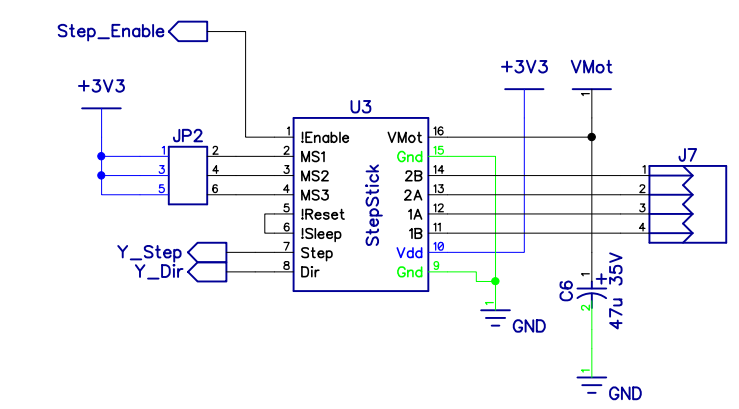 Step_Enable
+3V3
JP2
1 2
3 4
5 6
U3
StepStick
1 !Enable VMot 16
2 MS1 Gnd 15
3 MS2 2B 14
4 MS3 2A 13
5 !Reset 1A 12
6 !Sleep 1B 11
7 Step Vdd 10
8 Dir Gnd 9
Y_Step
Y_Dir
+3V3
VMot
1
J7
1
2
3
4
1
GND
C6
1
+
2
47u 35V
1
GND